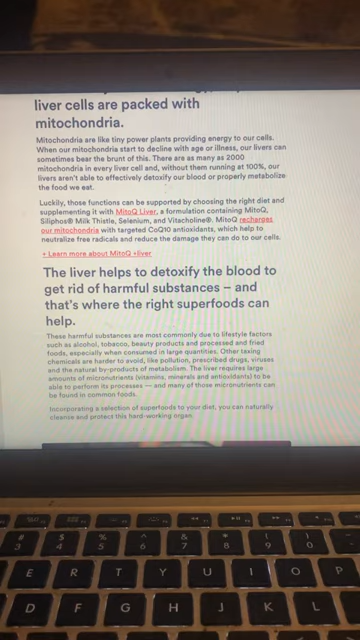 liver cells are packed with
mitochondria.
Mitochondria are like tiny power plants providing energy to our cells.
When our mitochondria start to decline with age or illness, our livers can
sometimes bear the brunt of this. There are as many as 2000
mitochondria in every liver cell and, without them running at 100%, our
livers aren't able to effectively detoxify our blood or properly metabolize
the food we eat.
Luckily, those functions can be supported by choosing the right diet and
supplementing it with MitoQ Liver, a formulation containing MitoQ,
Siliphos® Milk Thistle, Selenium, and Vitacholine®. MitoQ recharges
our mitochondria with targeted CoQ10 antioxidants, which help to
neutralize free radicals and reduce the damage they can do to our cells.
+ Learn more about MitoQ +liver
The liver helps to detoxify the blood to
get rid of harmful substances – and
that's where the right superfoods can
help.
These harmful substances are most commonly due to lifestyle factors
such as alcohol, tobacco, beauty products and processed and fried
foods, especially when consumed in large quantities. Other taxing
chemicals are harder to avoid, like pollution, prescribed drugs, viruses
and the natural by-products of metabolism. The liver requires large
amounts of micronutrients (vitamins, minerals and antioxidants) to be
able to perform its processes — and many of those micronutrients can
be found in common foods.
Incorporating a selection of superfoods to your diet, you can naturally
cleanse and protect this hard-working organ.
# $ % ^ & * ( )
3 4 5 6 7 8 9 0
E R T Y U I O P
D F G H J K L